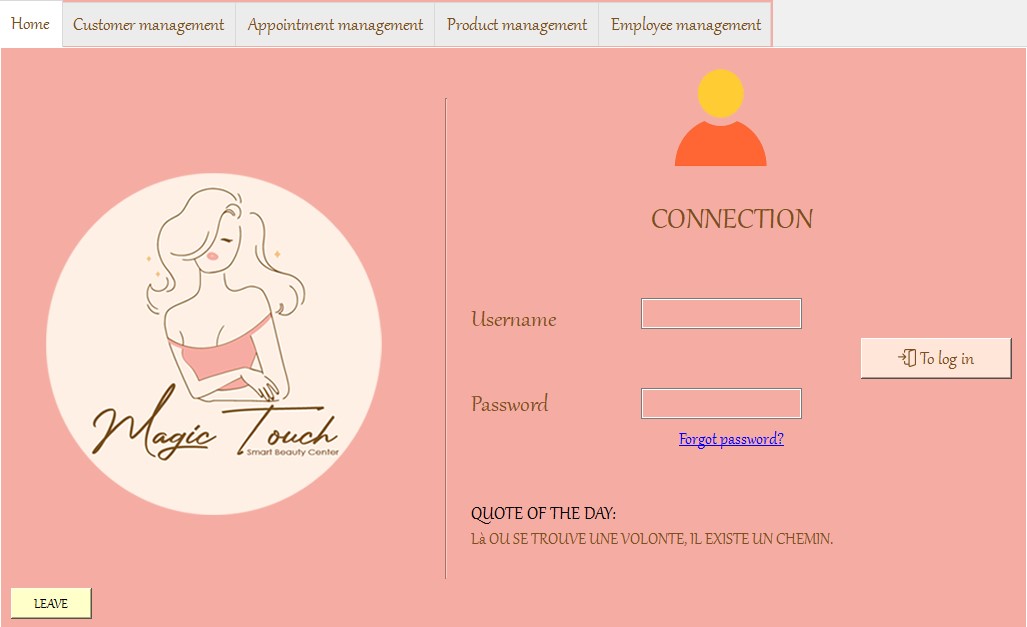 Home
Customer management
Appointment management
Product management
Employee management
Magic Touch
Smart Beauty Center
CONNECTION
Username
To log in
Password
Forgot password?
QUOTE OF THE DAY:
Là OU SE TROUVE UNE VOLONTE, IL EXISTE UN CHEMIN.
LEAVE